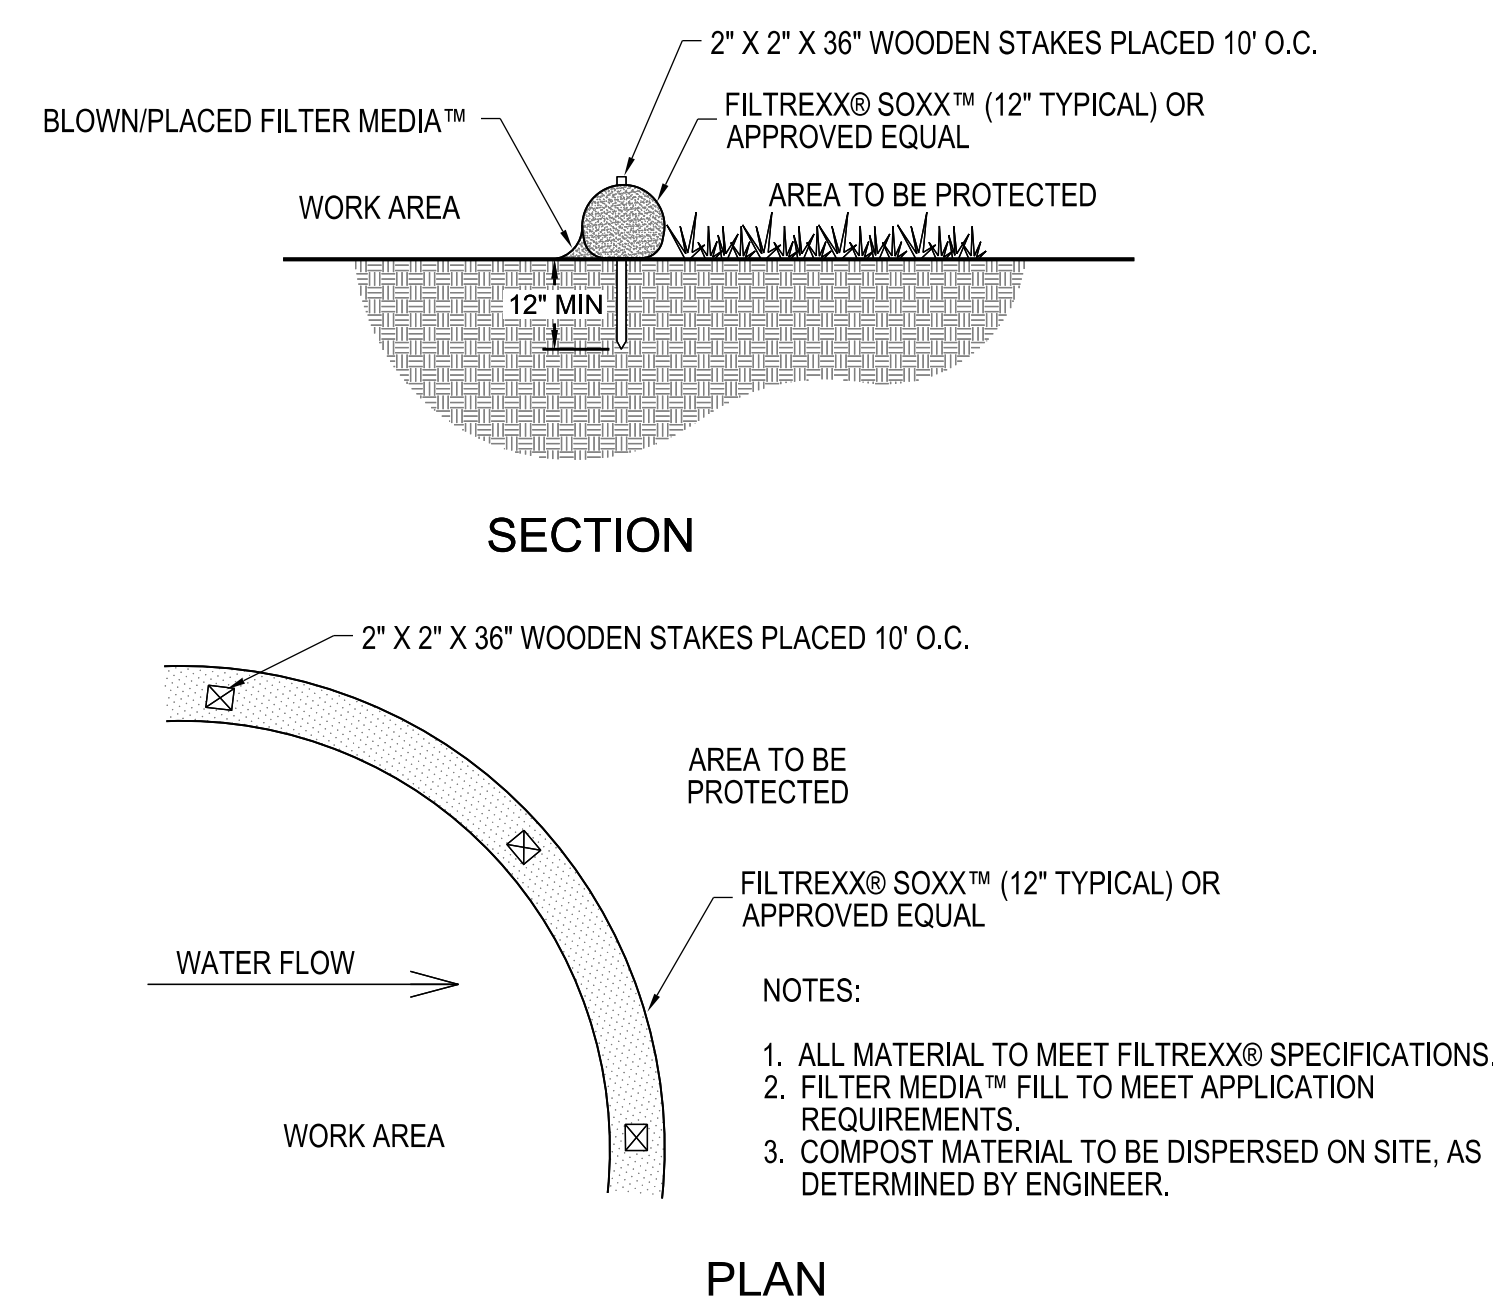 2" X 2" X 36" WOODEN STAKES PLACED 10' O.C.
FILTREXX® SOXX™ (12" TYPICAL) OR
APPROVED EQUAL
BLOWN/PLACED FILTER MEDIA™
WORK AREA
AREA TO BE PROTECTED
12" MIN
SECTION
2" X 2" X 36" WOODEN STAKES PLACED 10' O.C.
AREA TO BE
PROTECTED
FILTREXX® SOXX™ (12" TYPICAL) OR
APPROVED EQUAL
WATER FLOW
WORK AREA
NOTES:
1. ALL MATERIAL TO MEET FILTREXX® SPECIFICATIONS.
2. FILTER MEDIA™ FILL TO MEET APPLICATION
REQUIREMENTS.
3. COMPOST MATERIAL TO BE DISPERSED ON SITE, AS
DETERMINED BY ENGINEER.
PLAN